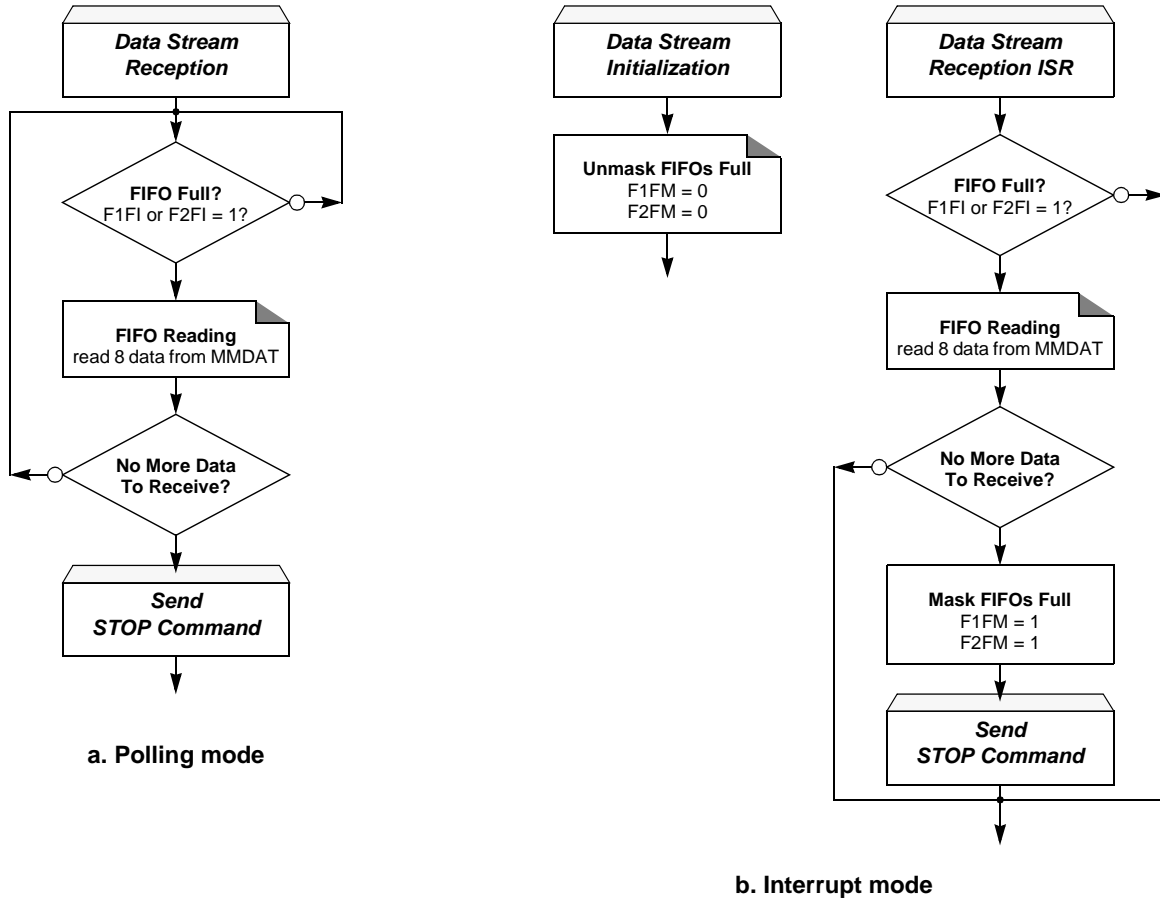 Data Stream
Reception
FIFO Full?
F1FI or F2FI = 1?
FIFO Reading
read 8 data from MMDAT
No More Data
To Receive?
Send
STOP Command
a. Polling mode
Data Stream
Initialization
Unmask FIFOs Full
F1FM = 0
F2FM = 0
Data Stream
Reception ISR
FIFO Full?
F1FI or F2FI = 1?
FIFO Reading
read 8 data from MMDAT
No More Data
To Receive?
Mask FIFOs Full
F1FM = 1
F2FM = 1
Send
STOP Command
b. Interrupt mode